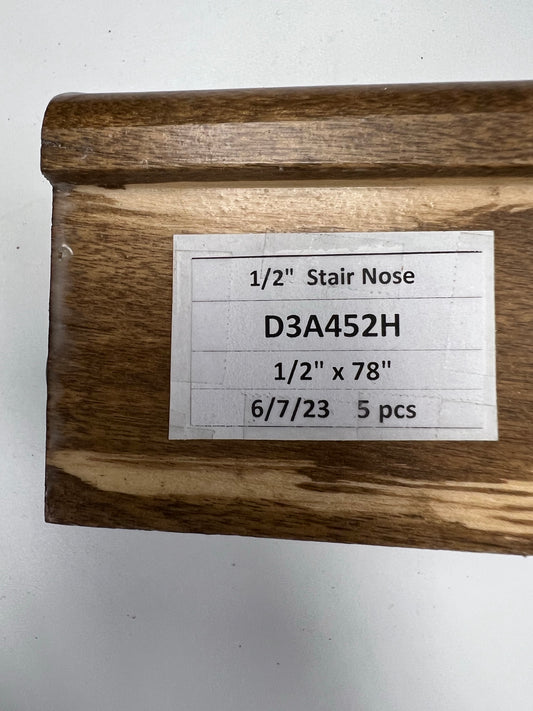 1/2" Stair Nose
D3A452H
1/2" x 78"
6/7/23 5 pcs